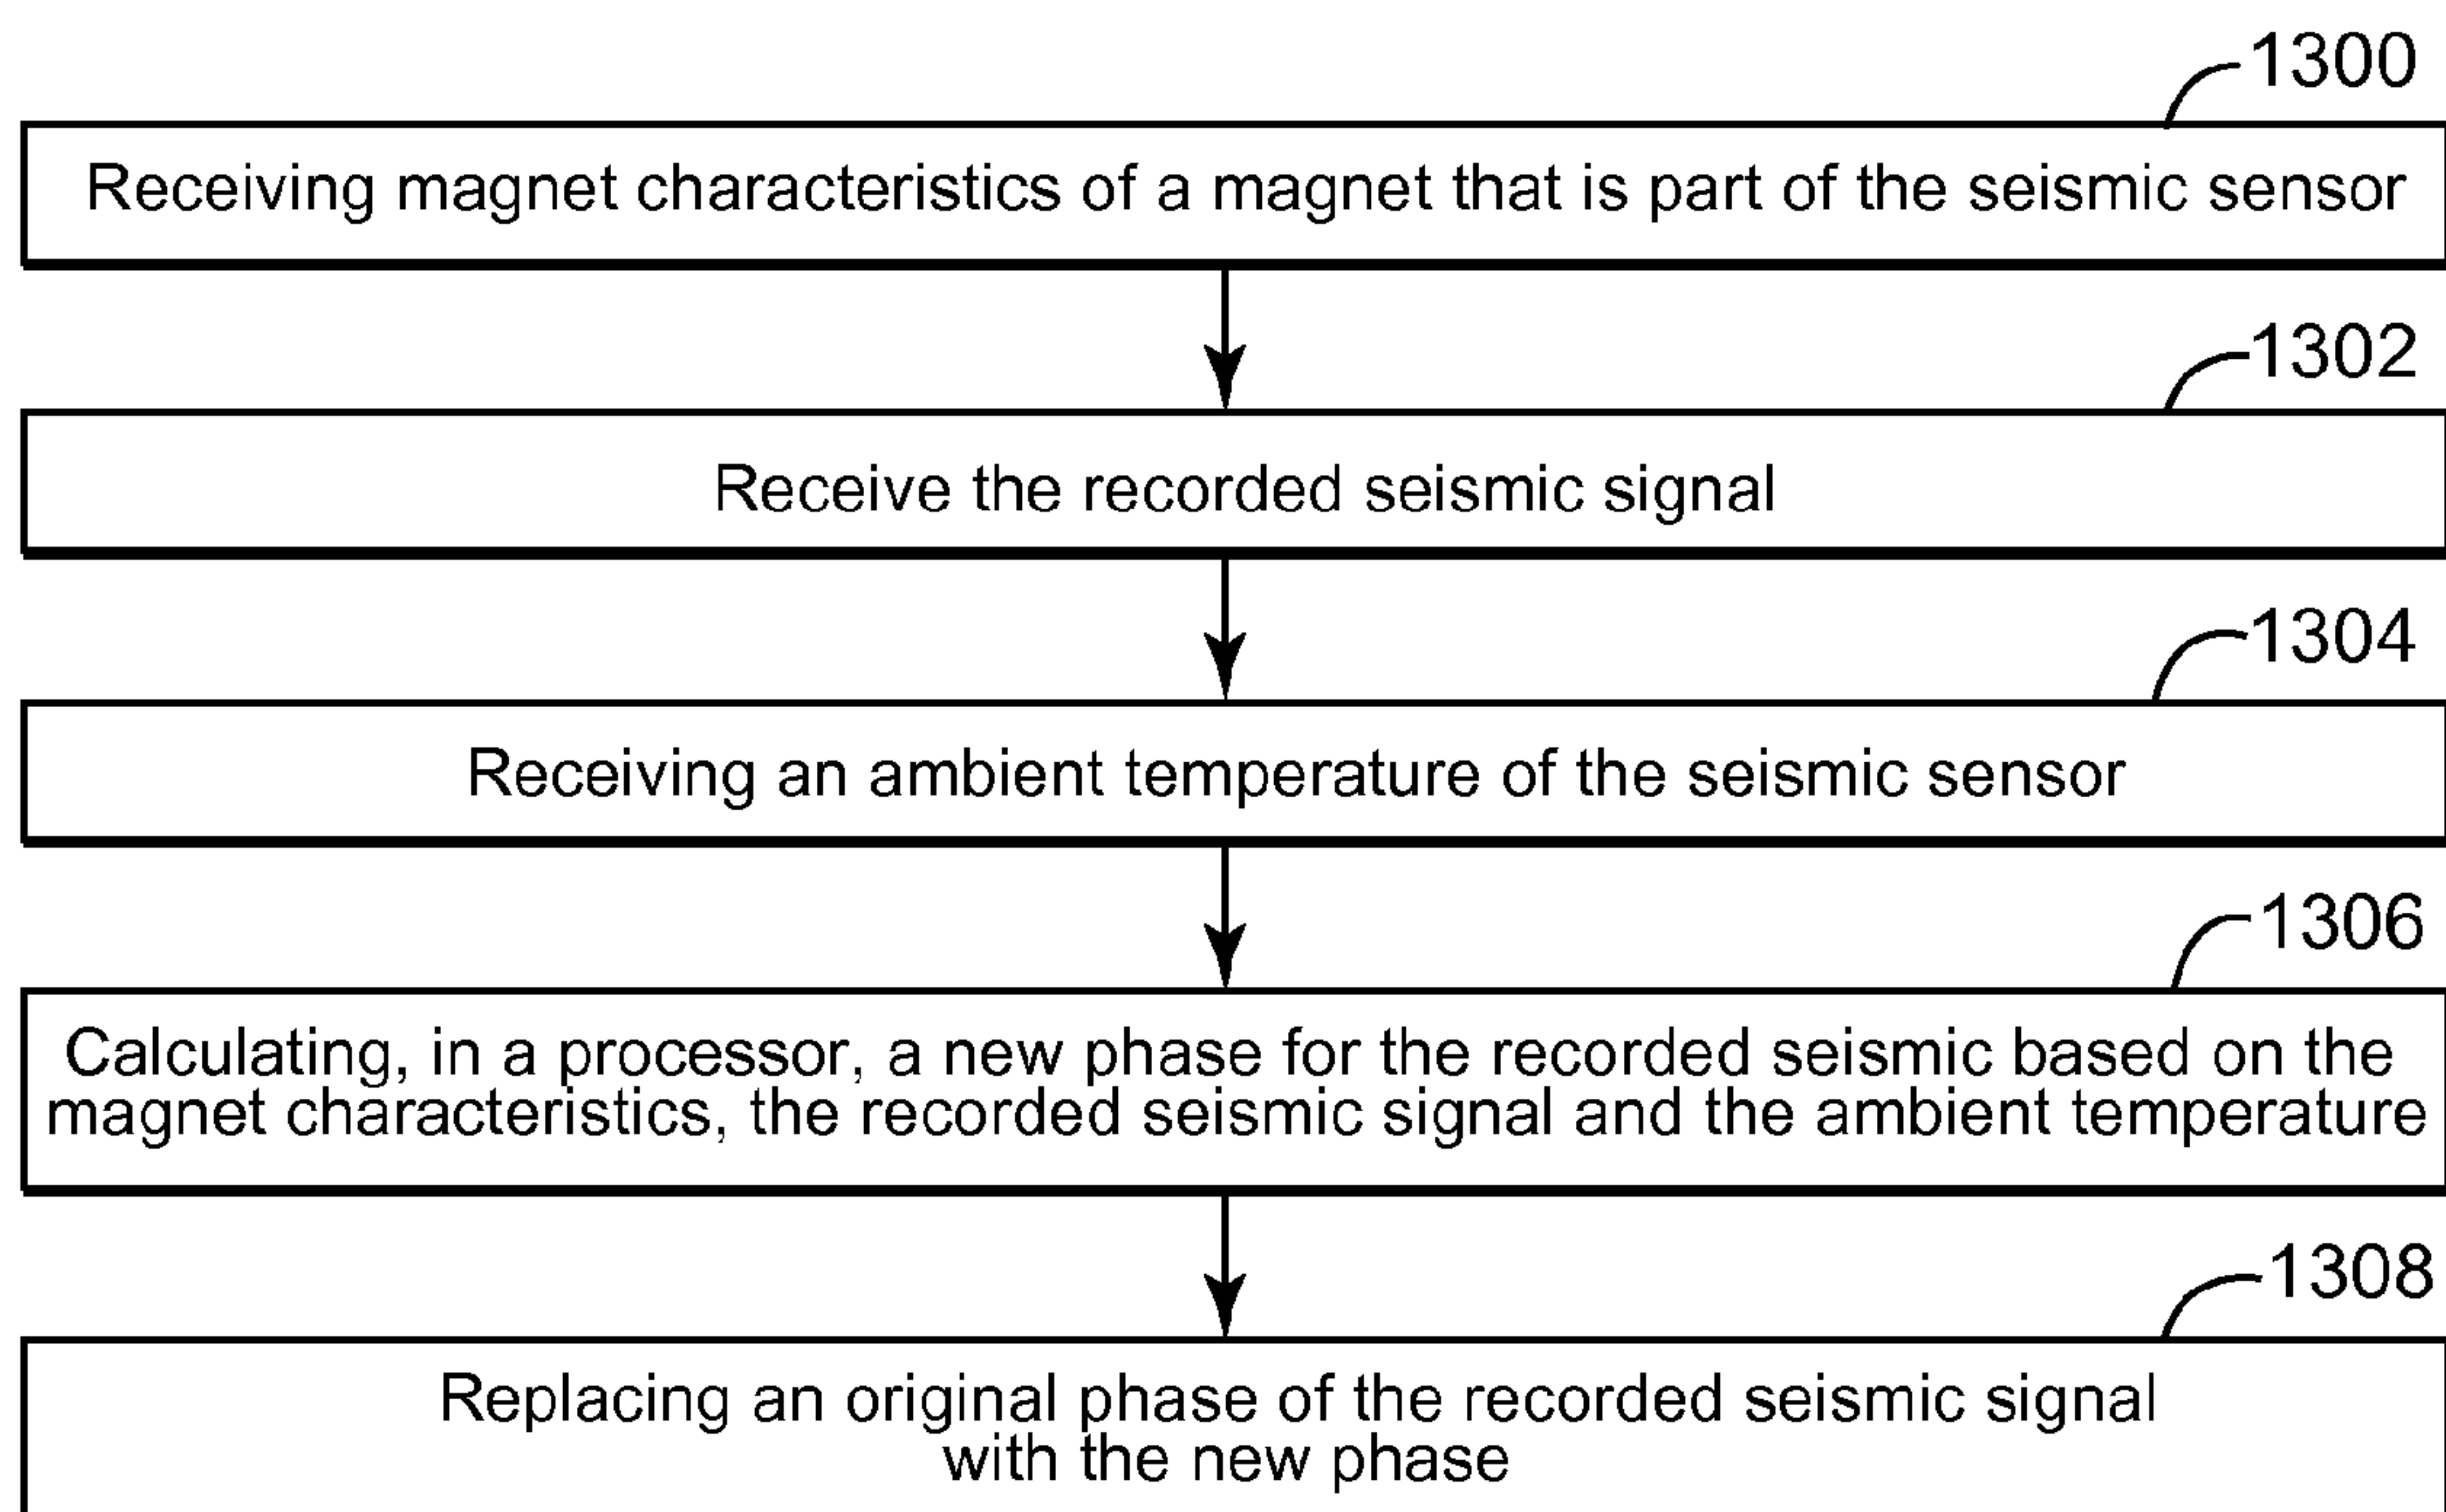 1300
Receiving magnet characteristics of a magnet that is part of the seismic sensor
1302
Receive the recorded seismic signal
1304
Receiving an ambient temperature of the seismic sensor
1306
Calculating, in a processor, a new phase for the recorded seismic based on the
magnet characteristics, the recorded seismic signal and the ambient temperature
1308
Replacing an original phase of the recorded seismic signal
with the new phase